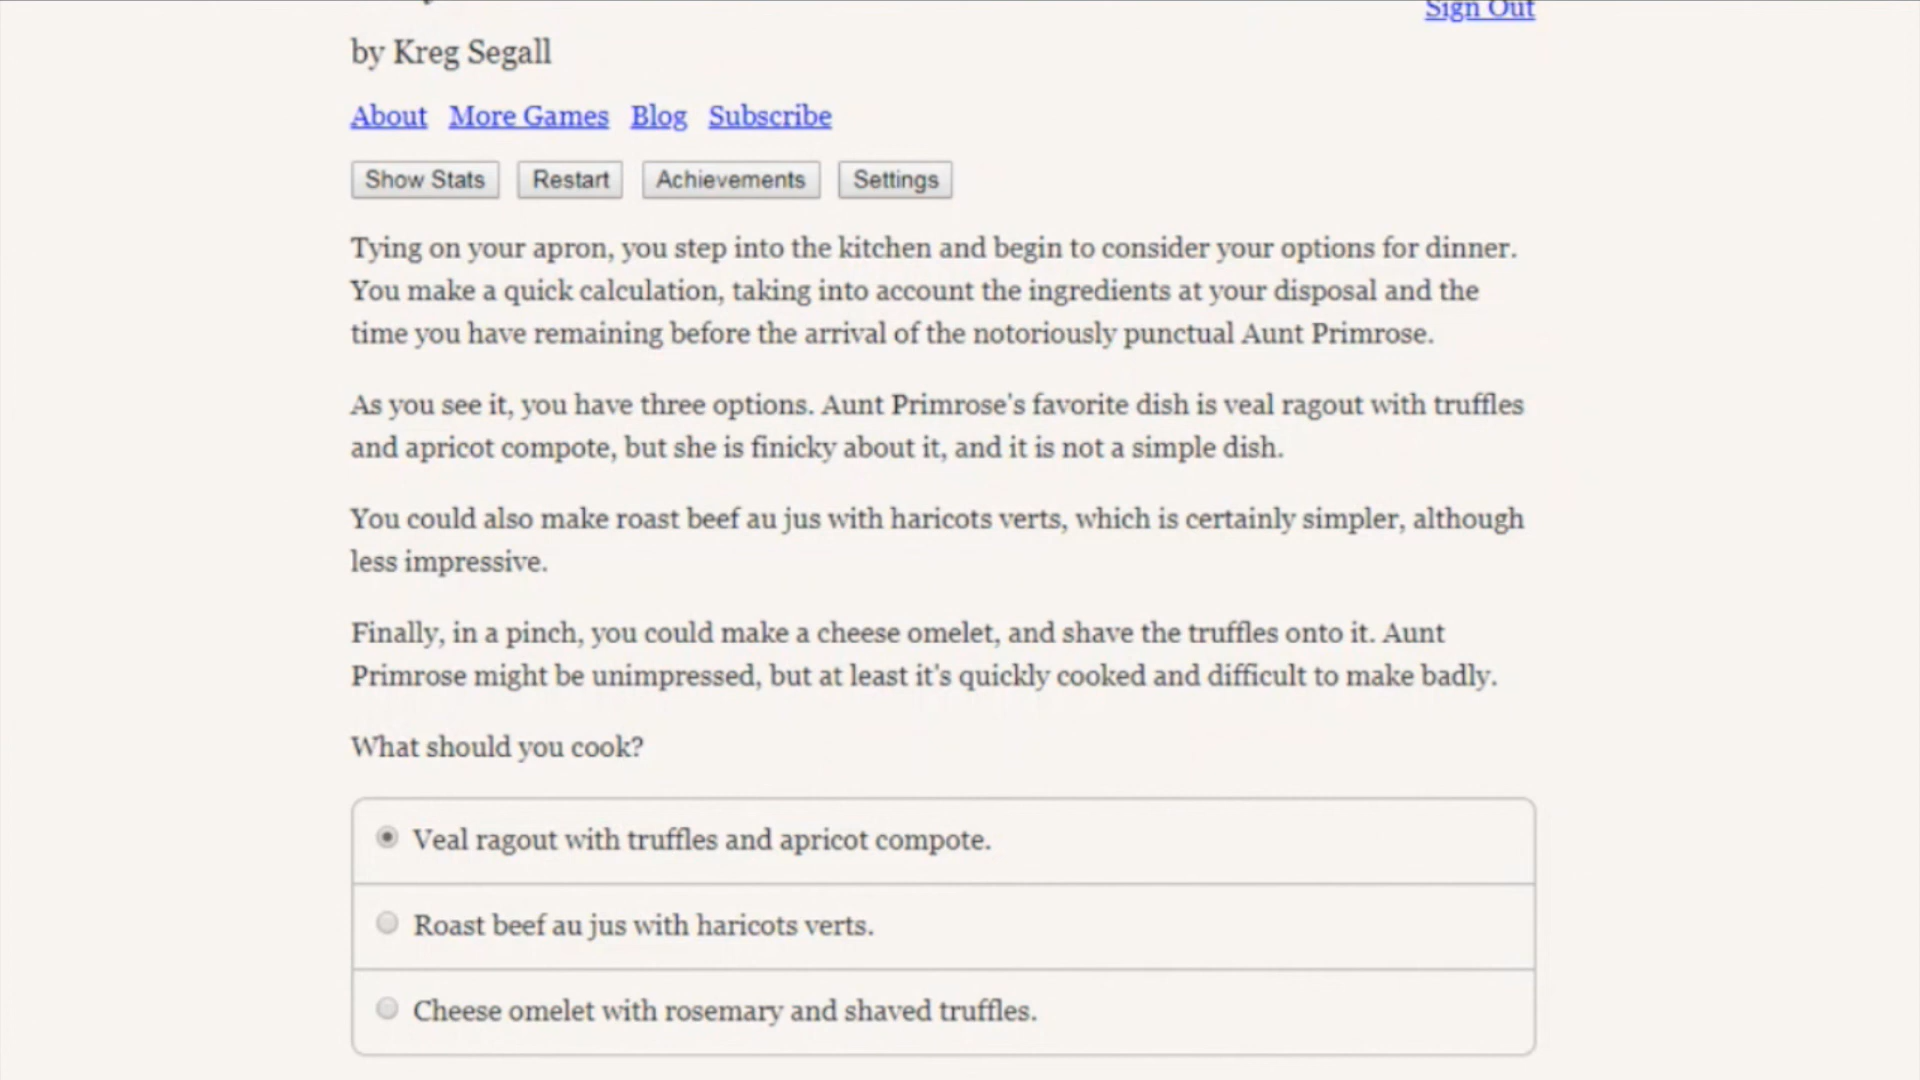 Sign Out
by Kreg Segall
About More Games Blog Subscribe
Show Stats Restart Achievements Settings
Tying on your apron, you step into the kitchen and begin to consider your options for dinner.
You make a quick calculation, taking into account the ingredients at your disposal and the
time you have remaining before the arrival of the notoriously punctual Aunt Primrose.
As you see it, you have three options. Aunt Primrose's favorite dish is veal ragout with truffles
and apricot compote, but she is finicky about it, and it is not a simple dish.
You could also make roast beef au jus with haricots verts, which is certainly simpler, although
less impressive.
Finally, in a pinch, you could make a cheese omelet, and shave the truffles onto it. Aunt
Primrose might be unimpressed, but at least it's quickly cooked and difficult to make badly.
What should you cook?
Veal ragout with truffles and apricot compote.
Roast beef au jus with haricots verts.
Cheese omelet with rosemary and shaved truffles.